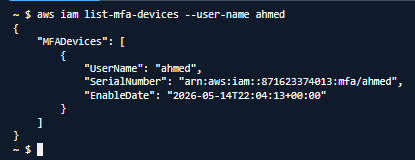 ~ $ aws iam list-mfa-devices --user-name ahmed
{
    "MFADevices": [
        {
            "UserName": "ahmed",
            "SerialNumber": "arn:aws:iam::871623374013:mfa/ahmed",
            "EnableDate": "2026-05-14T22:04:13+00:00"
        }
    ]
}
~ $